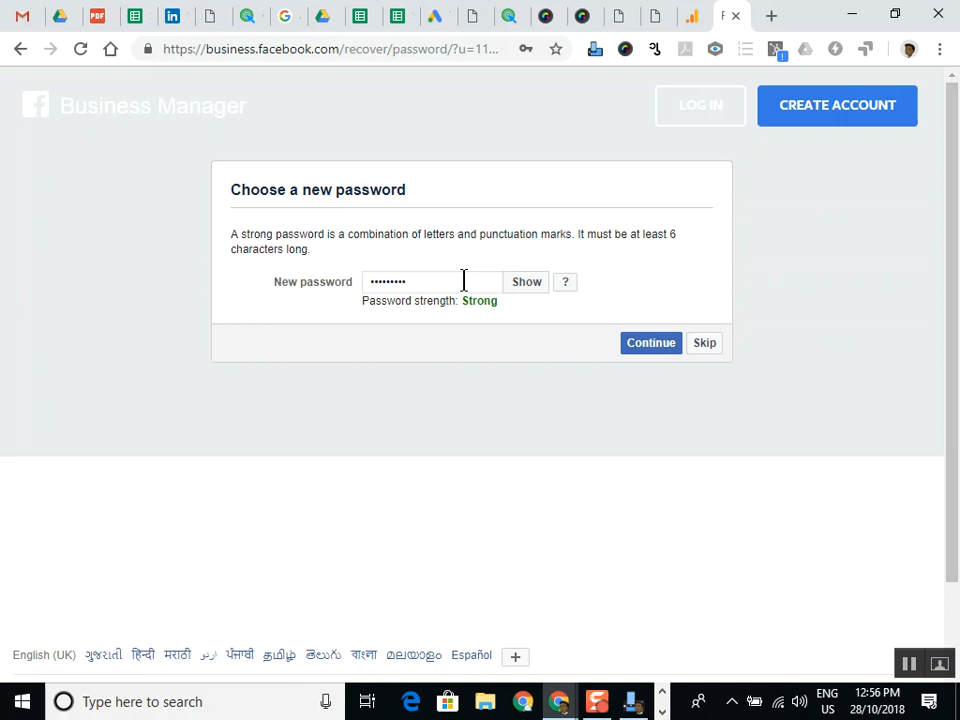 https://business.facebook.com/recover/password/?u=11...
Business Manager
LOG IN
CREATE ACCOUNT
Choose a new password
A strong password is a combination of letters and punctuation marks. It must be at least 6
characters long.
New password ••••••••• Show ?
Password strength: Strong
Continue Skip
English (UK) ગુજરાતી हिन्दी मराठी اردو ਪੰਜਾਬੀ தமிழ் తెలుగు বাংলা മലയാളം Español +
Type here to search
ENG
US
12:56 PM
28/10/2018